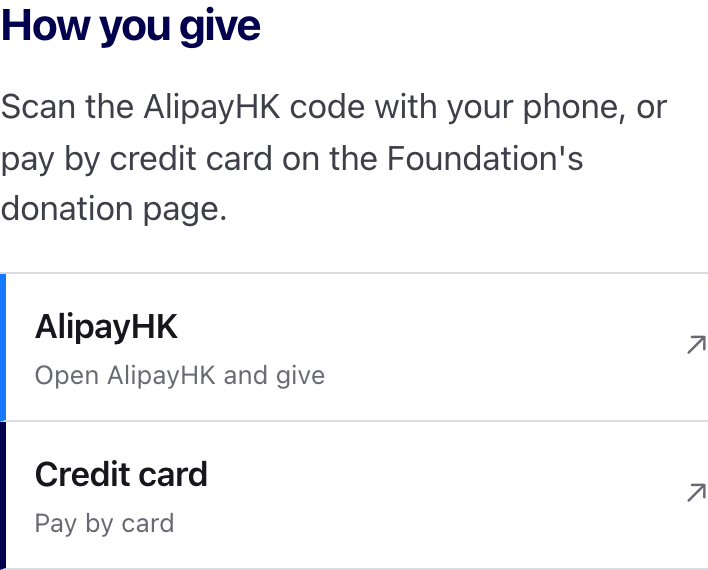 How you give
Scan the AlipayHK code with your phone, or
pay by credit card on the Foundation's
donation page.
AlipayHK
Open AlipayHK and give
Credit card
Pay by card